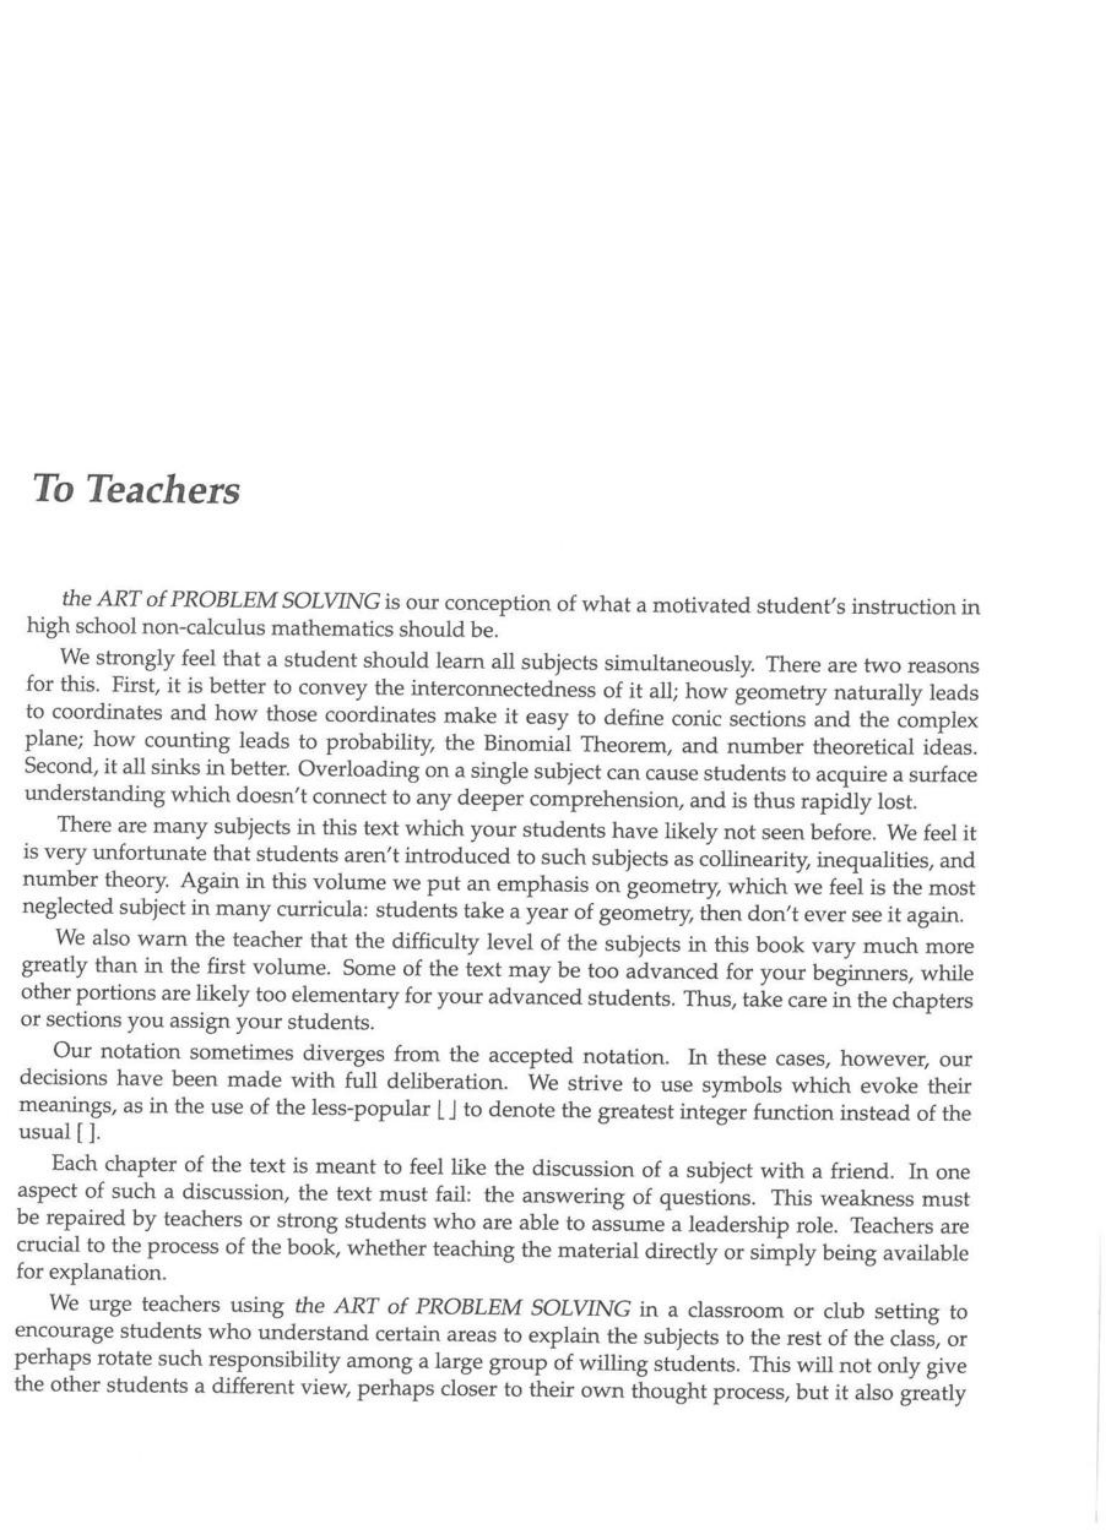 To Teachers
the ART of PROBLEM SOLVING is our conception of what a motivated student's instruction in
high school non-calculus mathematics should be.
We strongly feel that a student should learn all subjects simultaneously. There are two reasons
for this. First, it is better to convey the interconnectedness of it all; how geometry naturally leads
to coordinates and how those coordinates make it easy to define conic sections and the complex
plane; how counting leads to probability, the Binomial Theorem, and number theoretical ideas.
Second, it all sinks in better. Overloading on a single subject can cause students to acquire a surface
understanding which doesn't connect to any deeper comprehension, and is thus rapidly lost.
There are many subjects in this text which your students have likely not seen before. We feel it
is very unfortunate that students aren't introduced to such subjects as collinearity, inequalities, and
number theory. Again in this volume we put an emphasis on geometry, which we feel is the most
neglected subject in many curricula: students take a year of geometry, then don't ever see it again.
We also warn the teacher that the difficulty level of the subjects in this book vary much more
greatly than in the first volume. Some of the text may be too advanced for your beginners, while
other portions are likely too elementary for your advanced students. Thus, take care in the chapters
or sections you assign your students.
Our notation sometimes diverges from the accepted notation. In these cases, however, our
decisions have been made with full deliberation. We strive to use symbols which evoke their
meanings, as in the use of the less-popular ⌊ ⌋ to denote the greatest integer function instead of the
usual [ ].
Each chapter of the text is meant to feel like the discussion of a subject with a friend. In one
aspect of such a discussion, the text must fail: the answering of questions. This weakness must
be repaired by teachers or strong students who are able to assume a leadership role. Teachers are
crucial to the process of the book, whether teaching the material directly or simply being available
for explanation.
We urge teachers using the ART of PROBLEM SOLVING in a classroom or club setting to
encourage students who understand certain areas to explain the subjects to the rest of the class, or
perhaps rotate such responsibility among a large group of willing students. This will not only give
the other students a different view, perhaps closer to their own thought process, but it also greatly